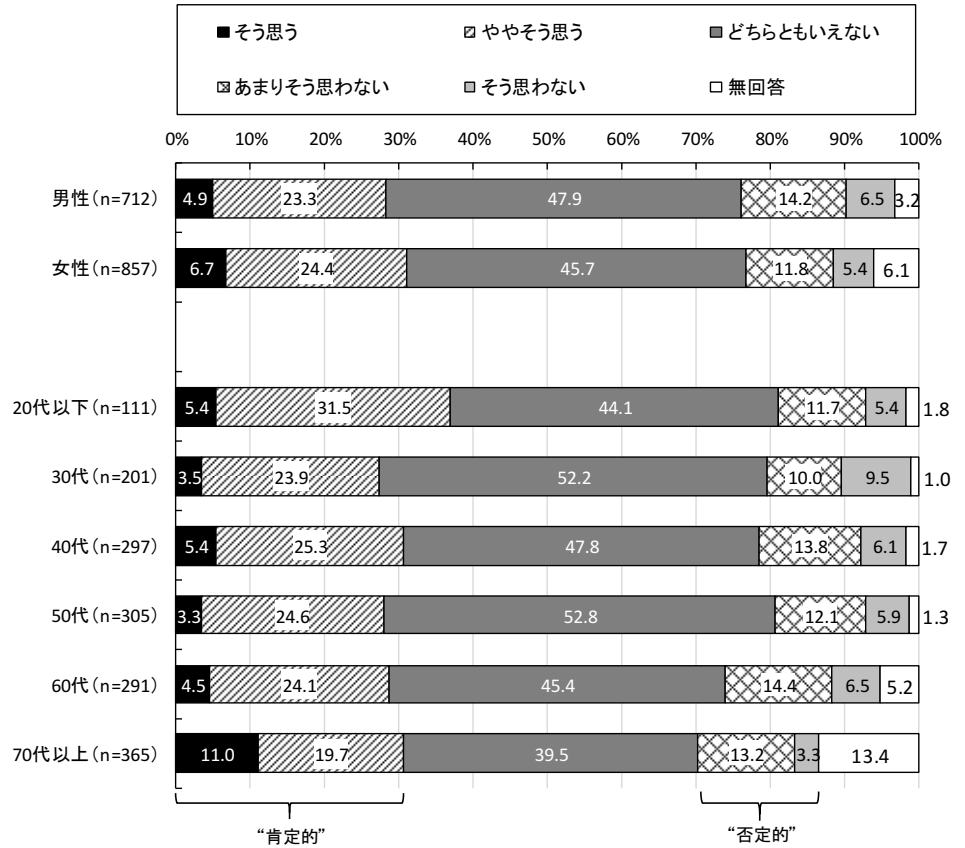 そう思う ややそう思う どちらともいえない
あまりそう思わない そう思わない 無回答
0% 10% 20% 30% 40% 50% 60% 70% 80% 90% 100%
男性(n=712) 4.9 23.3 47.9 14.2 6.5 3.2
女性(n=857) 6.7 24.4 45.7 11.8 5.4 6.1
20代以下(n=111) 5.4 31.5 44.1 11.7 5.4 1.8
30代(n=201) 3.5 23.9 52.2 10.0 9.5 1.0
40代(n=297) 5.4 25.3 47.8 13.8 6.1 1.7
50代(n=305) 3.3 24.6 52.8 12.1 5.9 1.3
60代(n=291) 4.5 24.1 45.4 14.4 6.5 5.2
70代以上(n=365) 11.0 19.7 39.5 13.2 3.3 13.4
“肯定的” “否定的”